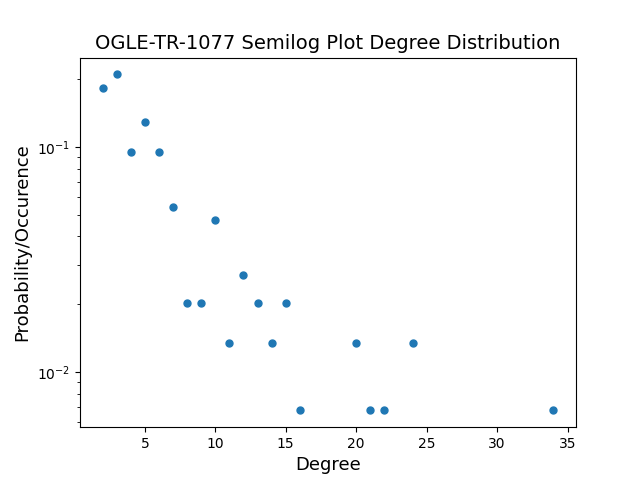 OGLE-TR-1077 Semilog Plot Degree Distribution
Probability/Occurence
10⁻¹
10⁻²
5 10 15 20 25 30 35
Degree